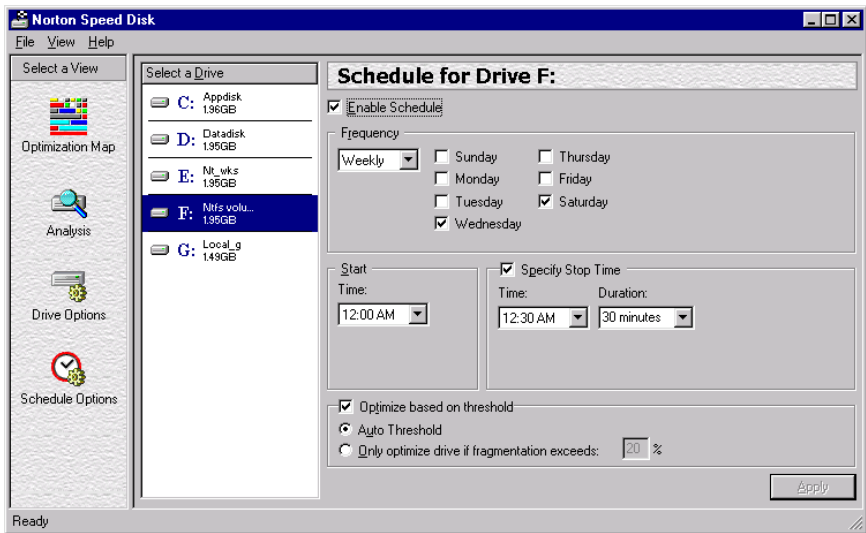 Norton Speed Disk
File View Help
Select a View
Optimization Map
Analysis
Drive Options
Schedule Options
Select a Drive
C: Appdisk
1.96GB
D: Datadisk
1.95GB
E: Nt_wks
1.95GB
F: Ntfs volu...
1.95GB
G: Local_g
1.49GB
Schedule for Drive F:
Enable Schedule
Frequency
Weekly
Sunday
Monday
Tuesday
Wednesday
Thursday
Friday
Saturday
Start
Time:
12:00 AM
Specify Stop Time
Time: Duration:
12:30 AM 30 minutes
Optimize based on threshold
Auto Threshold
Only optimize drive if fragmentation exceeds: 20 %
Apply
Ready